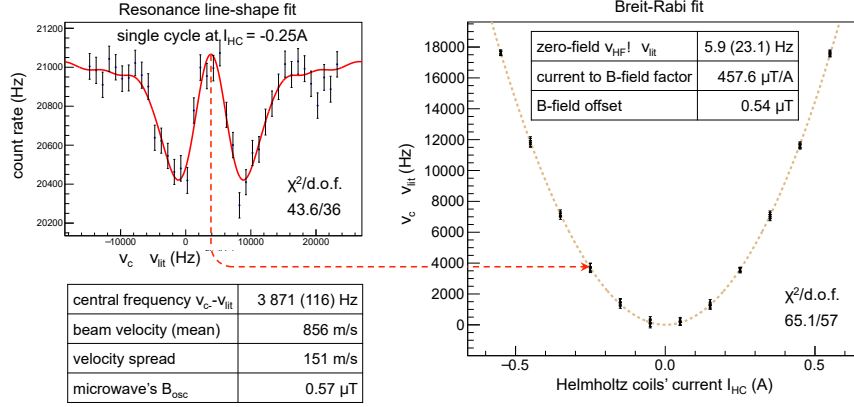 Resonance line-shape fit
single cycle at I_HC = -0.25A
count rate (Hz)
21200
21000
20800
20600
20400
20200
−10000 0 10000 20000
ν_c ν_lit (Hz)
χ²/d.o.f.
43.6/36
central frequency ν_c-ν_lit 3 871 (116) Hz
beam velocity (mean) 856 m/s
velocity spread 151 m/s
microwave's B_osc 0.57 µT
Breit-Rabi fit
zero-field ν_HF! ν_lit 5.9 (23.1) Hz
current to B-field factor 457.6 µT/A
B-field offset 0.54 µT
ν_c ν_lit (Hz)
18000
16000
14000
12000
10000
8000
6000
4000
2000
0
χ²/d.o.f.
65.1/57
−0.5 0.0 0.5
Helmholtz coils' current I_HC (A)